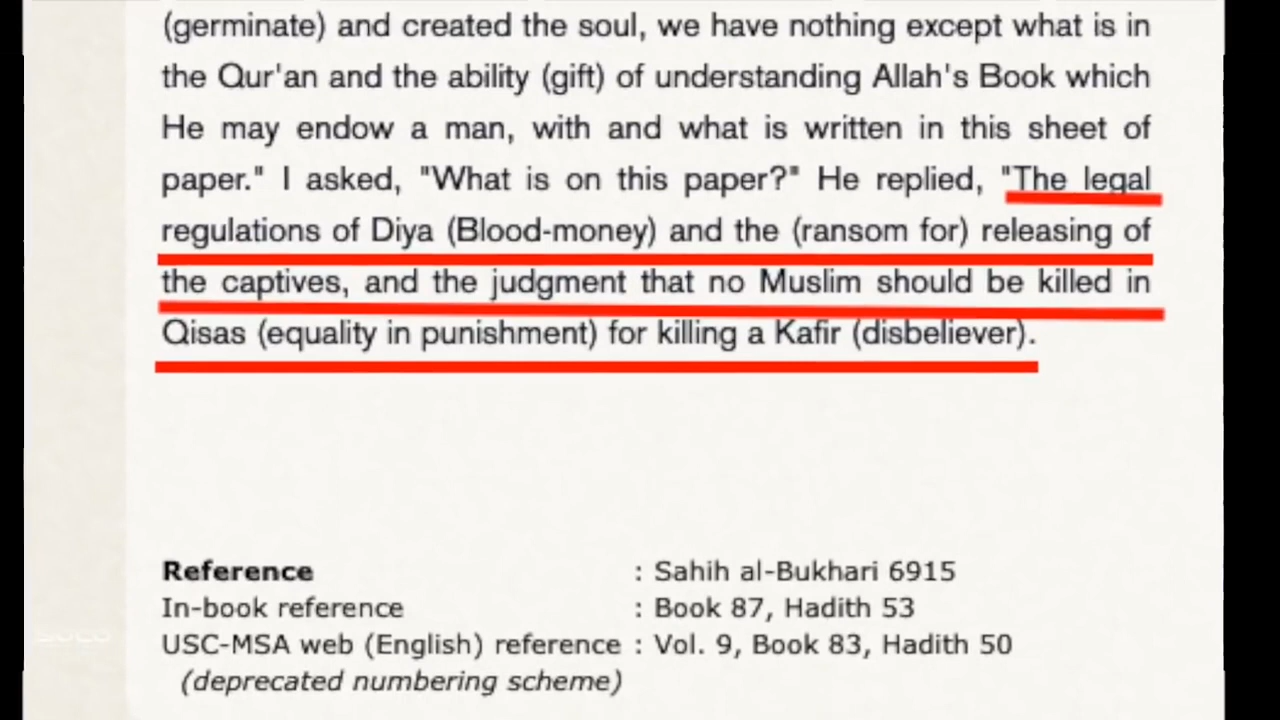 (germinate) and created the soul, we have nothing except what is in
the Qur'an and the ability (gift) of understanding Allah's Book which
He may endow a man, with and what is written in this sheet of
paper." I asked, "What is on this paper?" He replied, "The legal
regulations of Diya (Blood-money) and the (ransom for) releasing of
the captives, and the judgment that no Muslim should be killed in
Qisas (equality in punishment) for killing a Kafir (disbeliever).
Reference : Sahih al-Bukhari 6915
In-book reference : Book 87, Hadith 53
USC-MSA web (English) reference : Vol. 9, Book 83, Hadith 50
(deprecated numbering scheme)